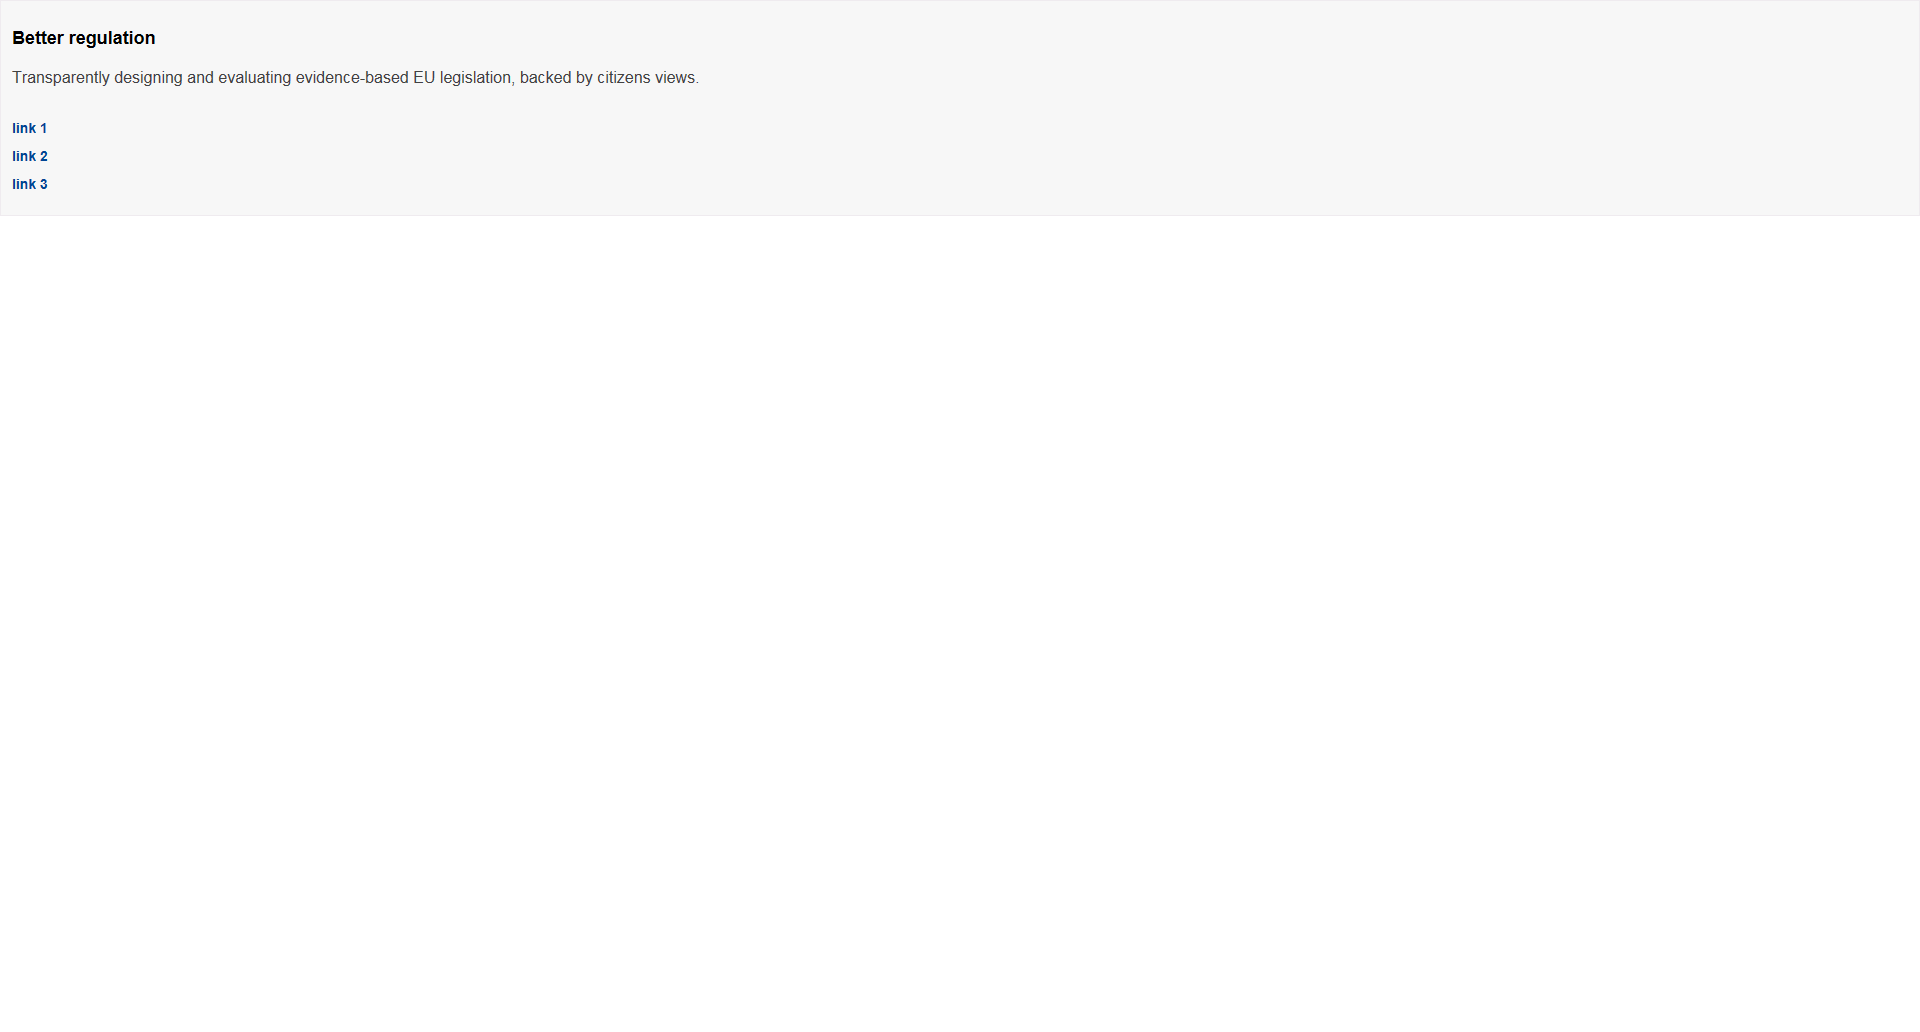 Better regulation
Transparently designing and evaluating evidence-based EU legislation, backed by citizens views.
link 1
link 2
link 3